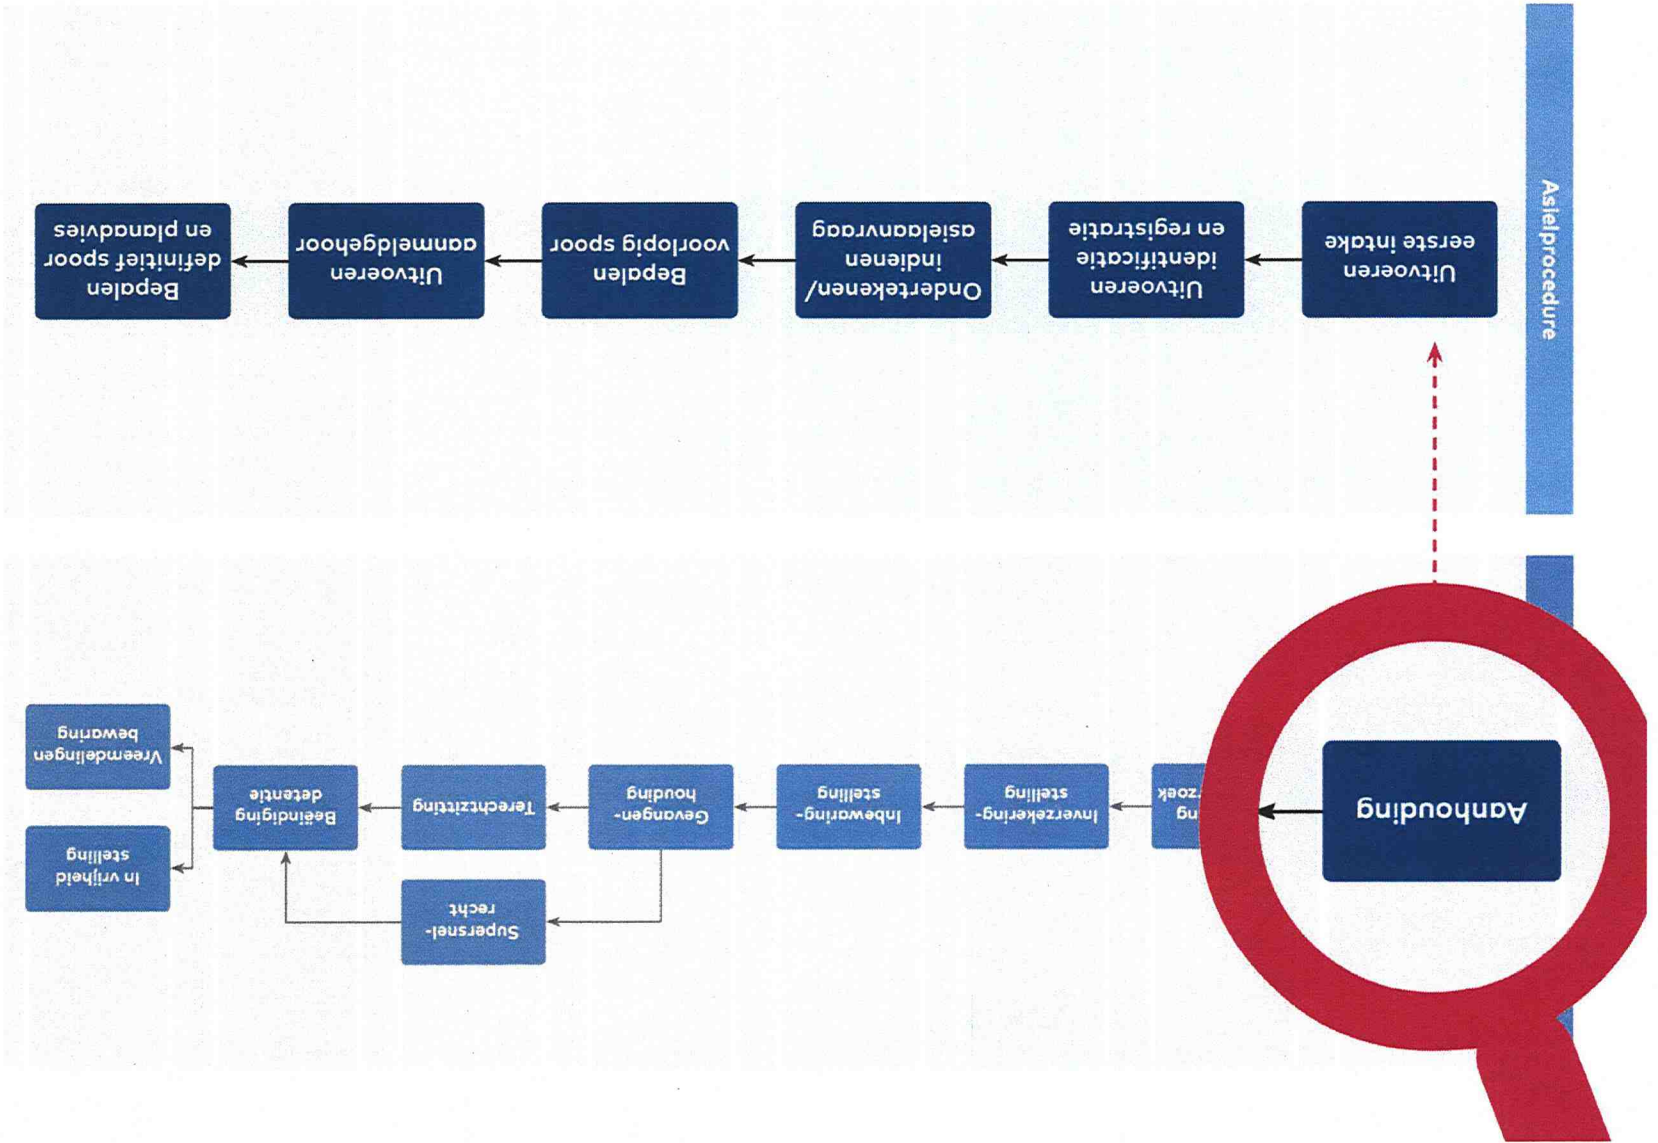 Aanhouding
ng
rzoek
Inverzekering-
stelling
Inbewaring-
stelling
Gevangen-
houding
Supersnel-
recht
Terechtzitting
Beëindiging
detentie
In vrijheid
stelling
Vreemdelingen
bewaring
Asielprocedure
Uitvoeren
eerste intake
Uitvoeren
identificatie
en registratie
Ondertekenen/
indienen
asielaanvraag
Bepalen
voorlopig spoor
Uitvoeren
aanmeldgehoor
Bepalen
definitief spoor
en planadvies